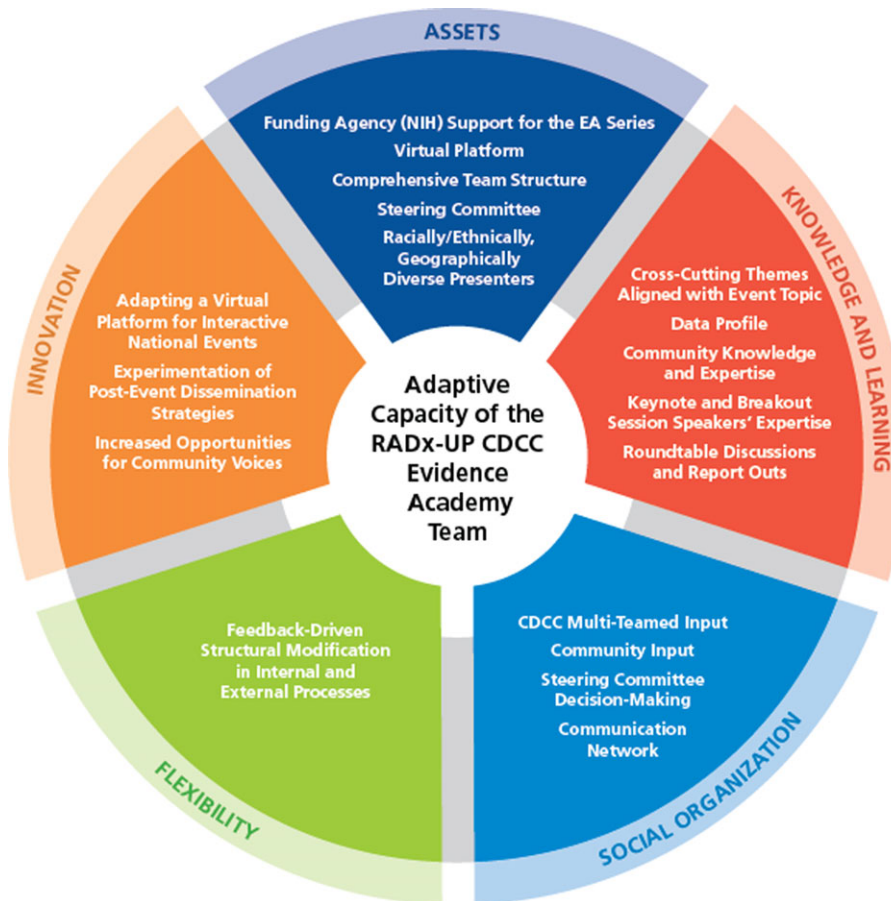 ASSETS
Funding Agency (NIH) Support for the EA Series
Virtual Platform
Comprehensive Team Structure
Steering Committee
Racially/Ethnically,
Geographically
Diverse Presenters
KNOWLEDGE AND LEARNING
Cross-Cutting Themes
Aligned with Event Topic
Data Profile
Community Knowledge
and Expertise
Keynote and Breakout
Session Speakers’ Expertise
Roundtable Discussions
and Report Outs
SOCIAL ORGANIZATION
CDCC Multi-Teamed Input
Community Input
Steering Committee
Decision-Making
Communication
Network
FLEXIBILITY
Feedback-Driven
Structural Modification
in Internal and
External Processes
INNOVATION
Adapting a Virtual
Platform for Interactive
National Events
Experimentation of
Post-Event Dissemination
Strategies
Increased Opportunities
for Community Voices
Adaptive
Capacity of the
RADx-UP CDCC
Evidence
Academy
Team